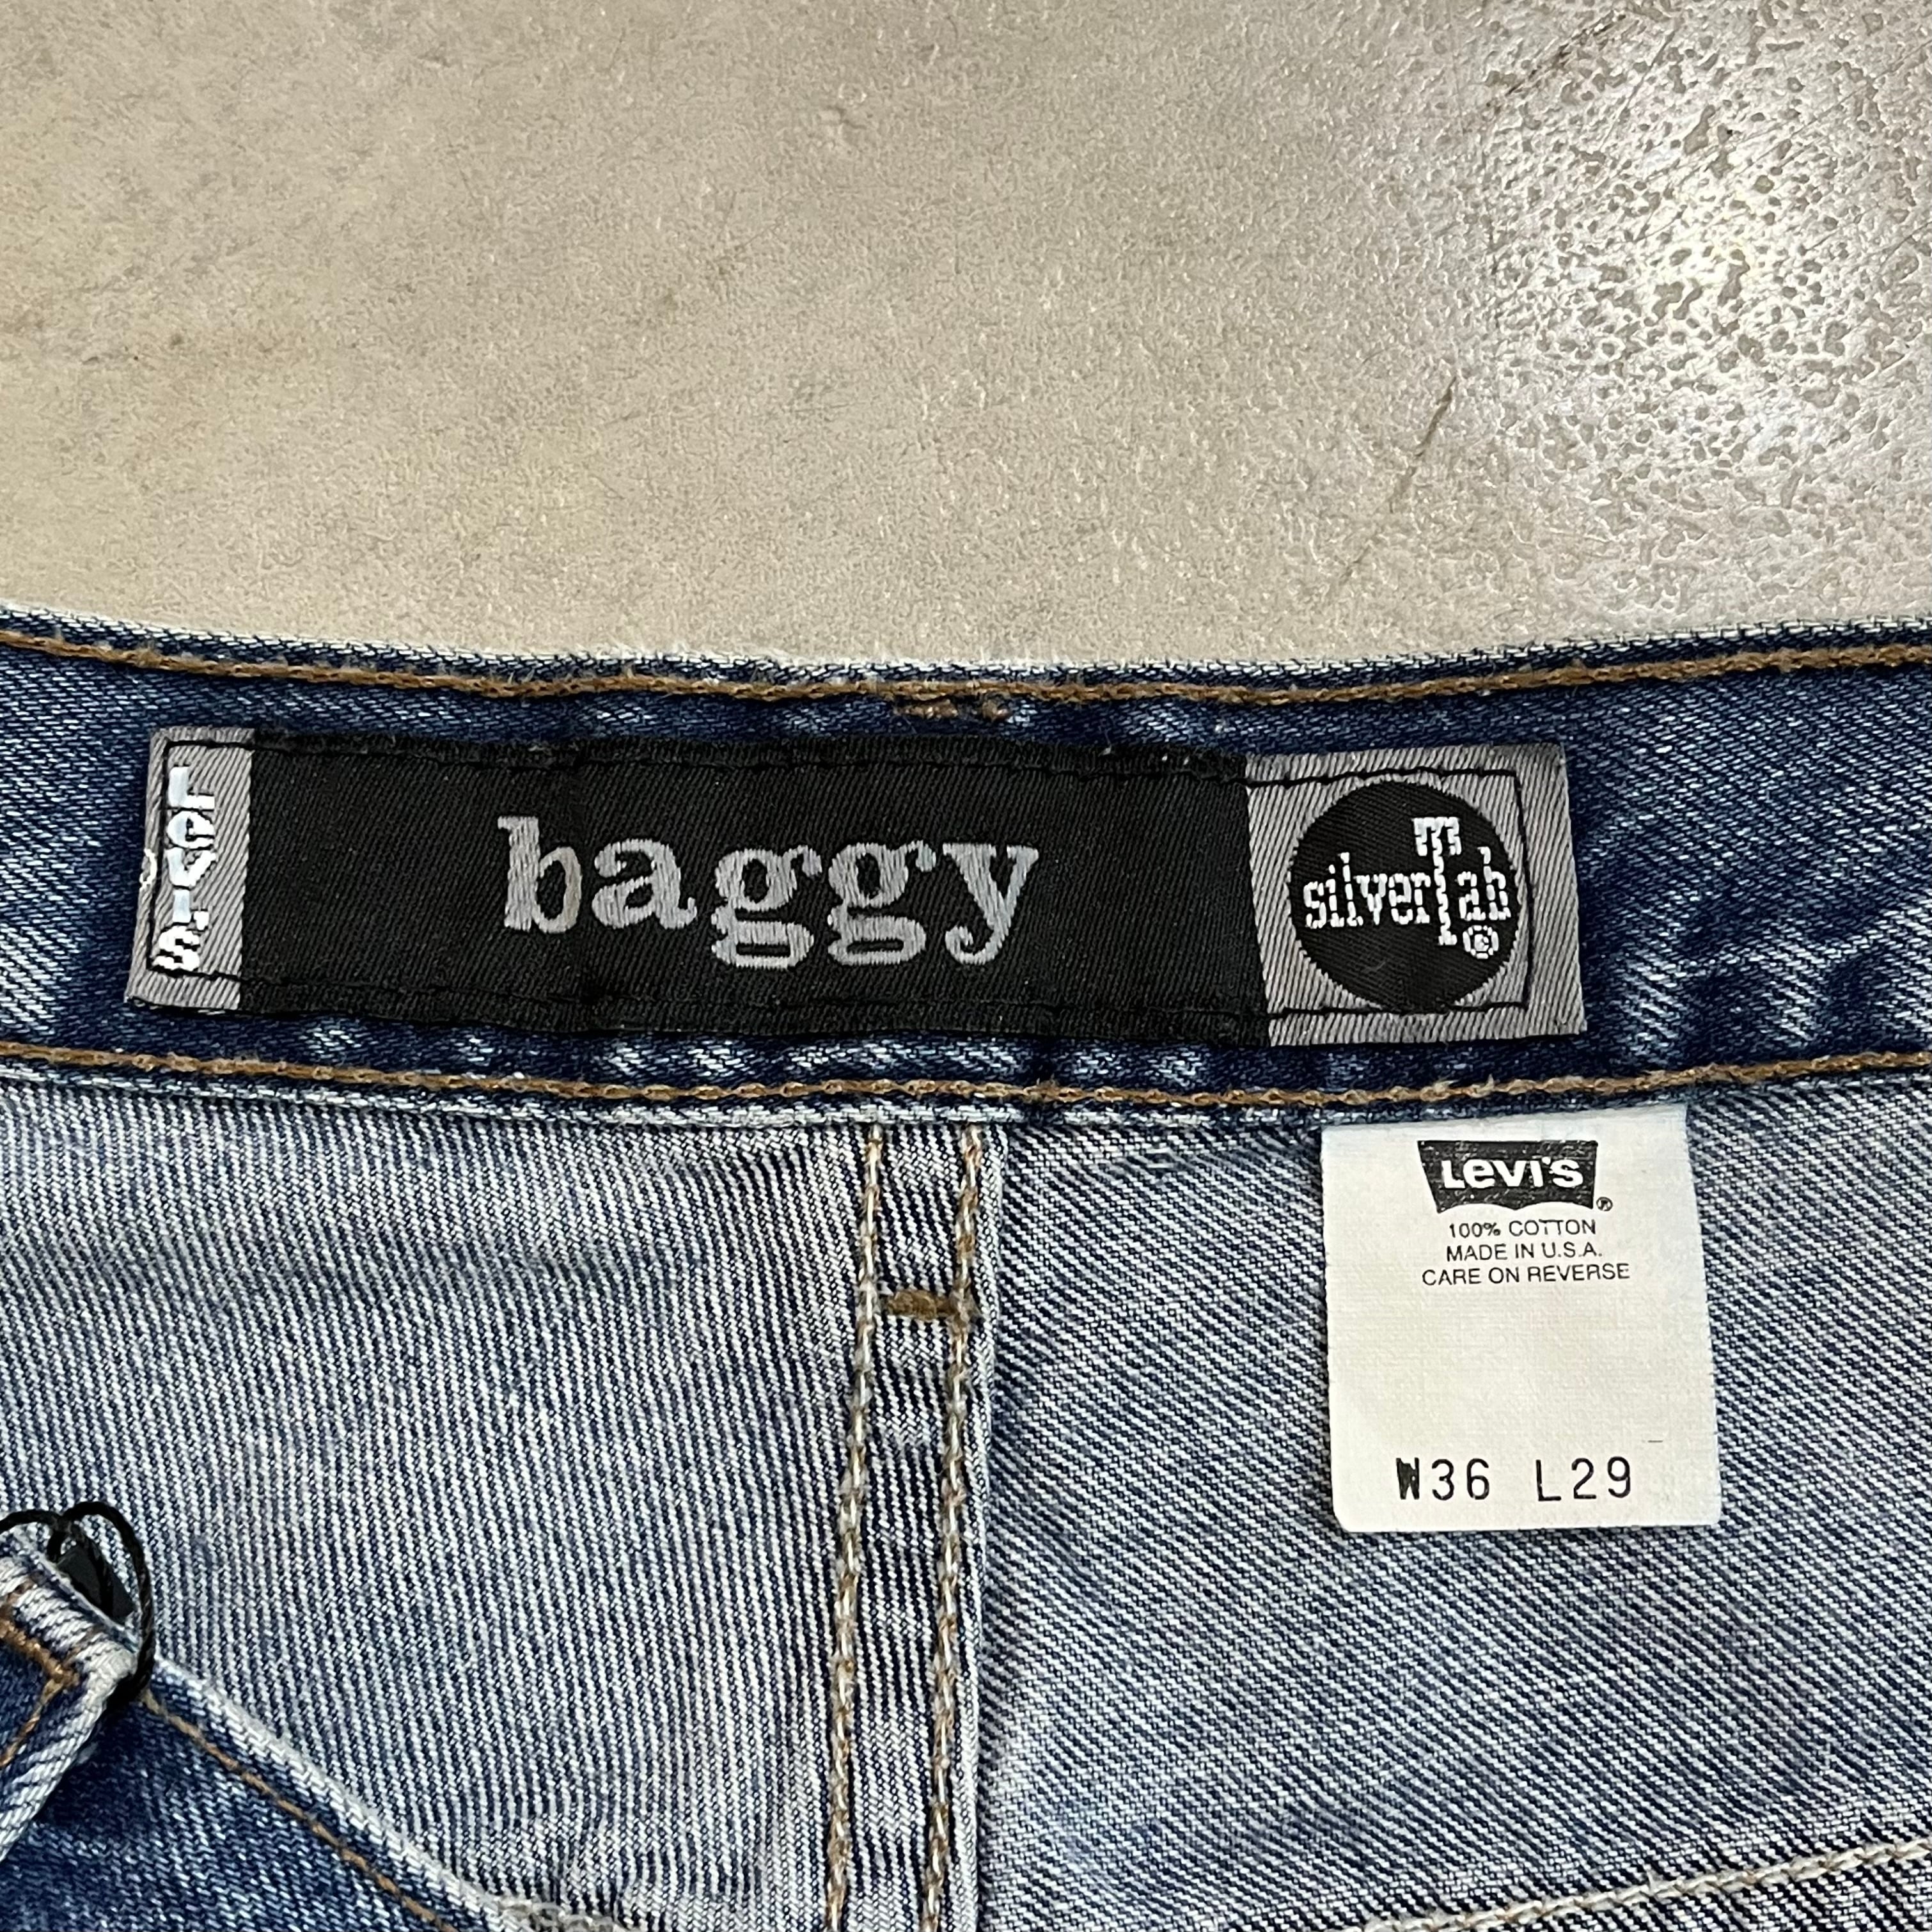 LEVI'S
baggy
silverTab
®
LEVI'S
®
100% COTTON
MADE IN U.S.A.
CARE ON REVERSE
W36 L29